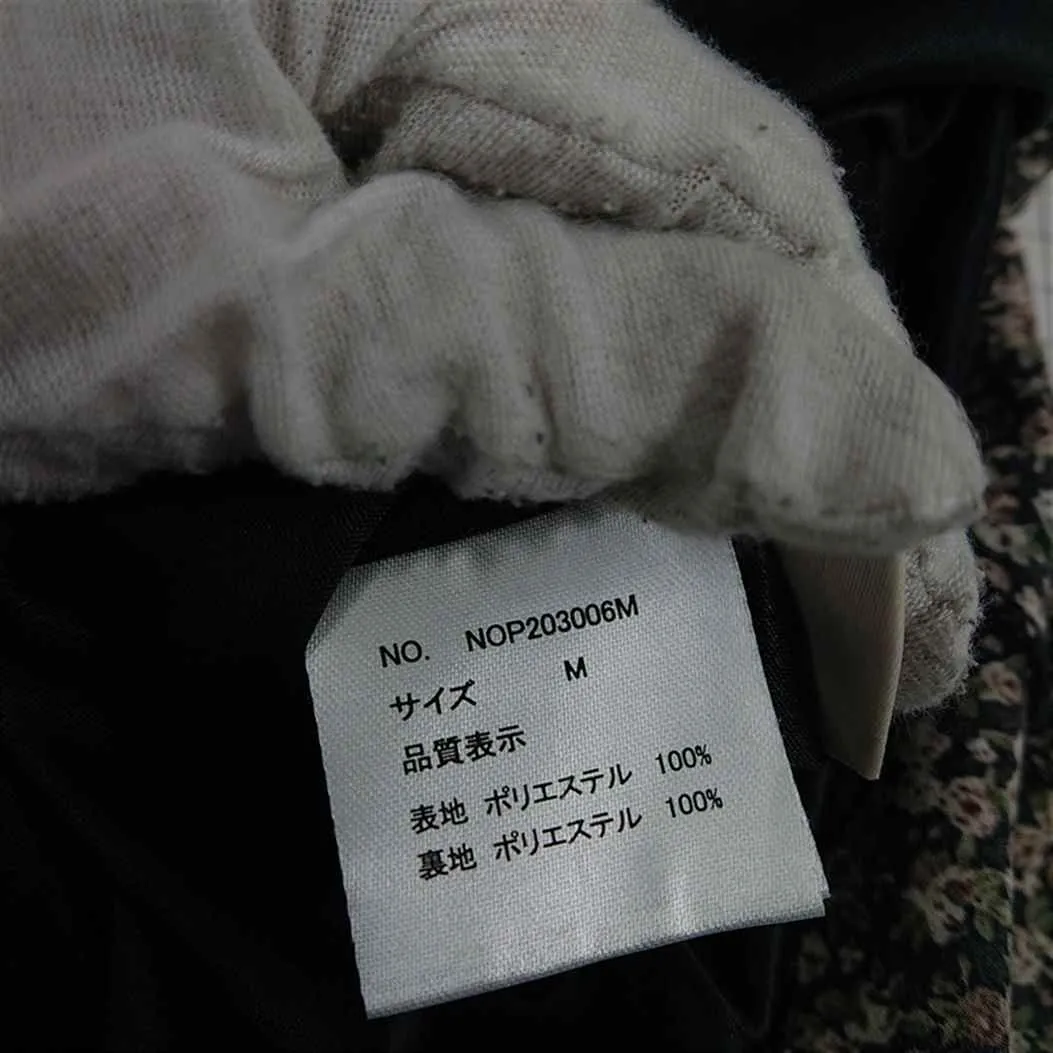 NO. NOP203006M
サイズ M
品質表示
表地 ポリエステル 100%
裏地 ポリエステル 100%